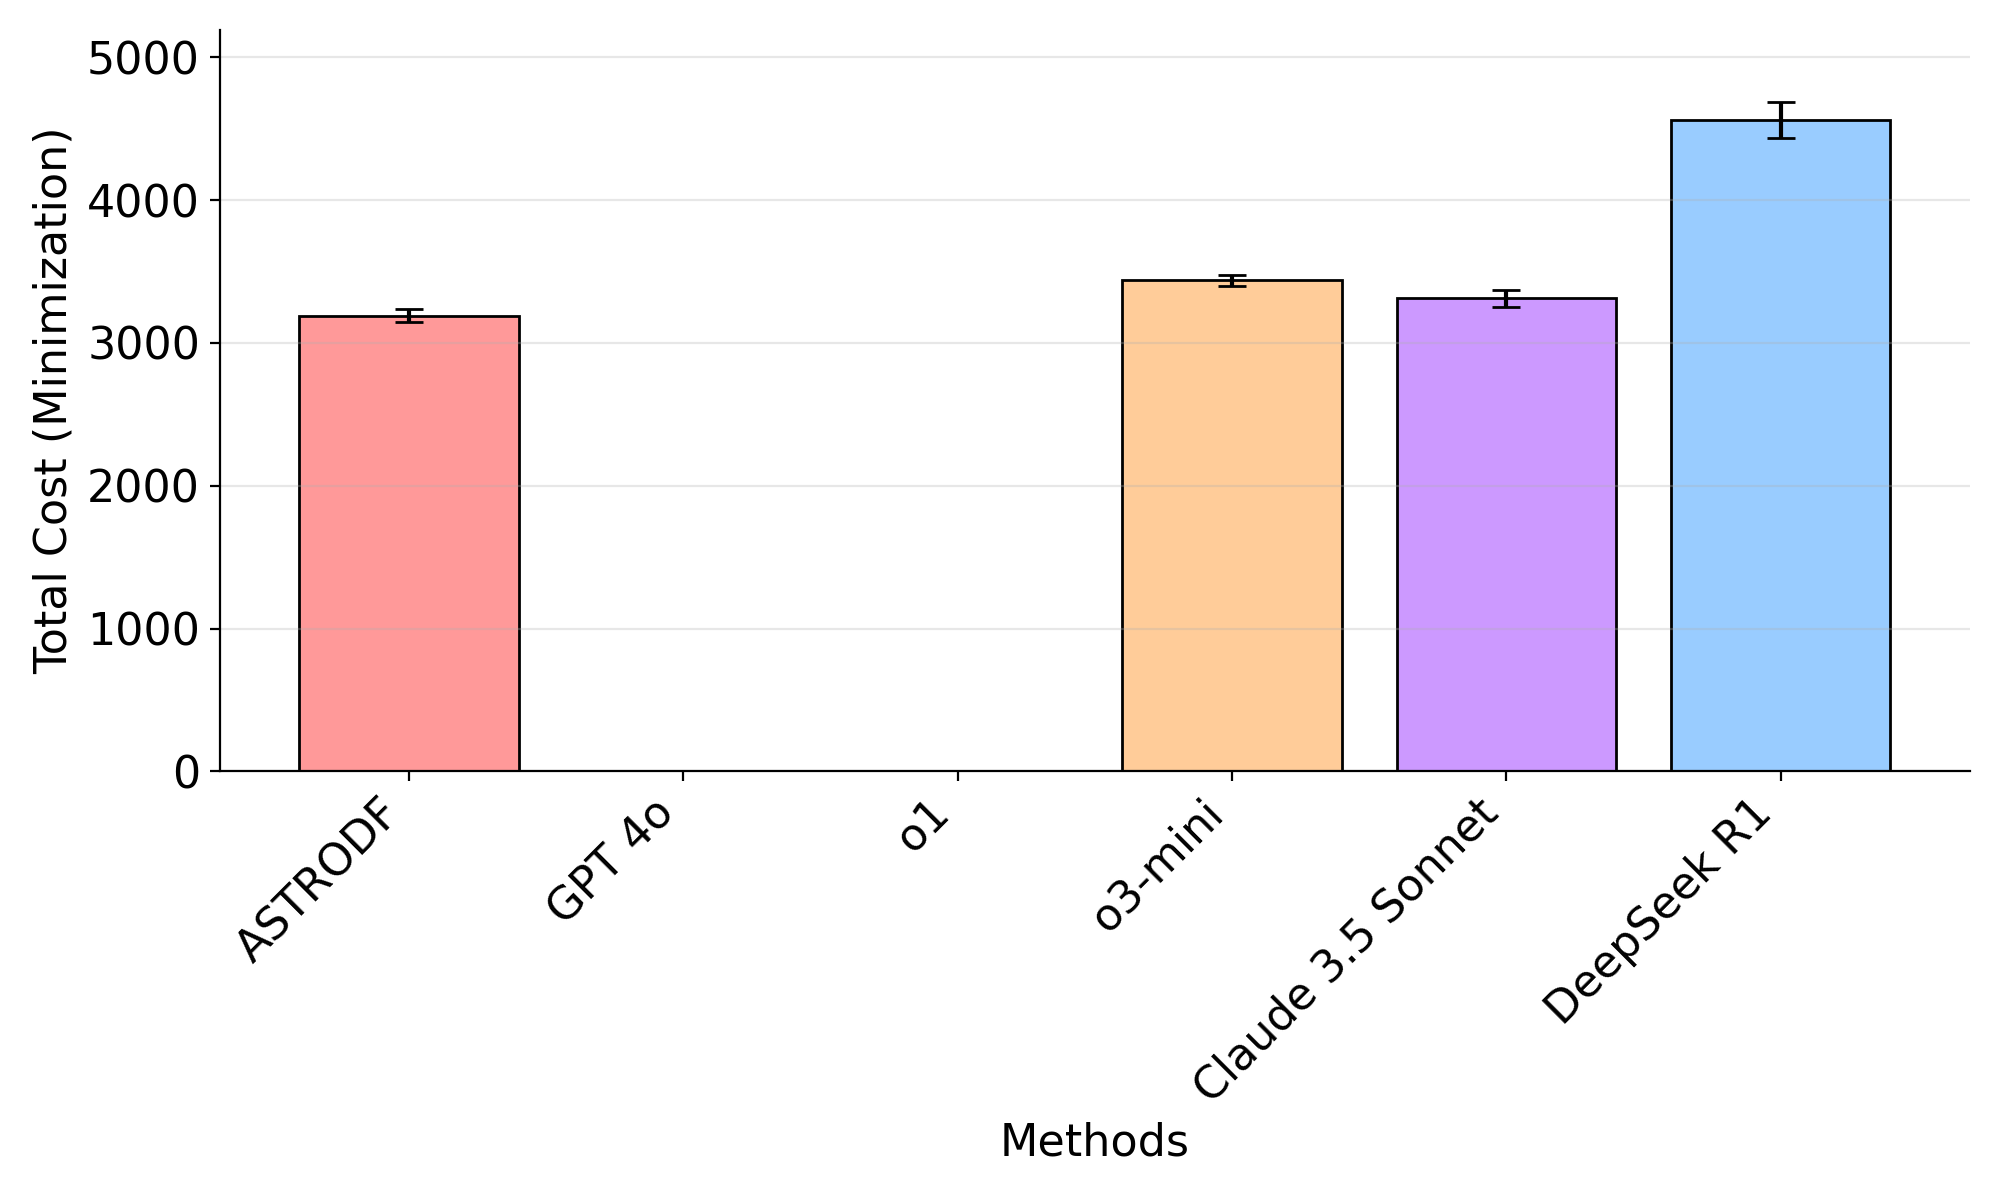 Total Cost (Minimization)
5000
4000
3000
2000
1000
0
ASTRODF
GPT 4o
o1
o3-mini
Claude 3.5 Sonnet
DeepSeek R1
Methods